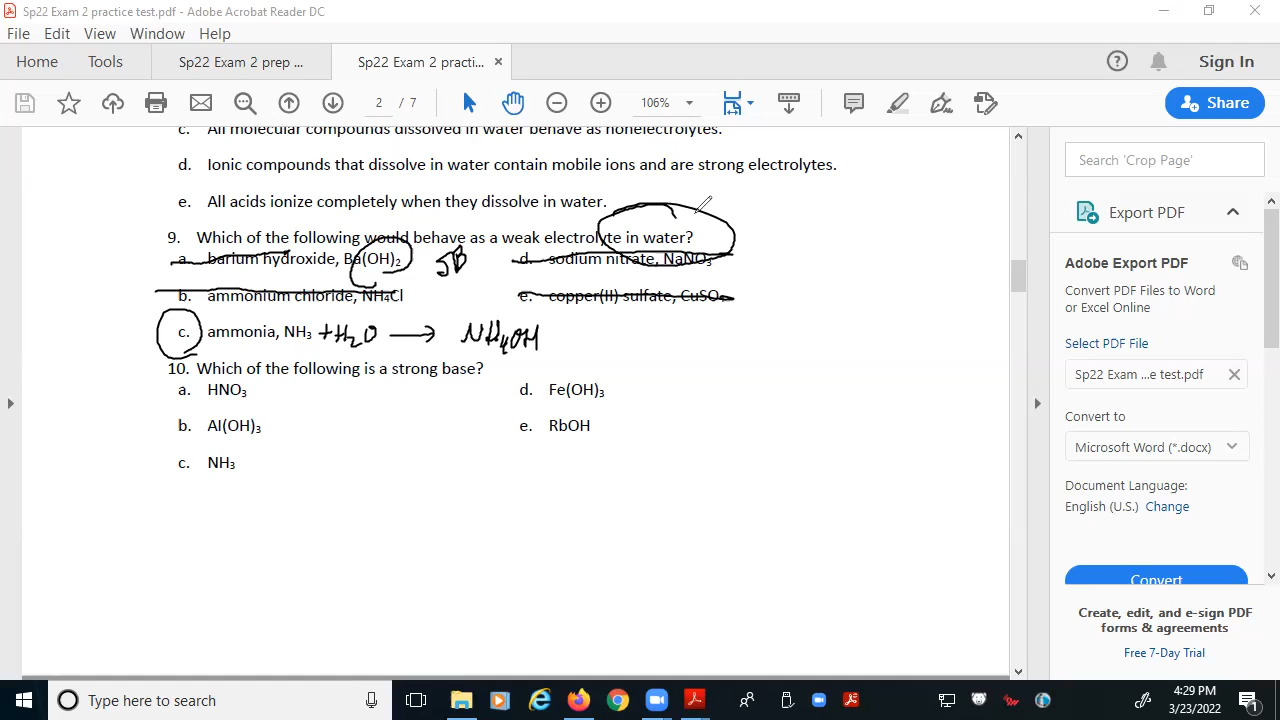 Sp22 Exam 2 practice test.pdf - Adobe Acrobat Reader DC
File Edit View Window Help
Home Tools Sp22 Exam 2 prep ... Sp22 Exam 2 practi... × Sign In
2 / 7 106% Share
c. All molecular compounds dissolved in water behave as nonelectrolytes.
d. Ionic compounds that dissolve in water contain mobile ions and are strong electrolytes.
e. All acids ionize completely when they dissolve in water.
9. Which of the following would behave as a weak electrolyte in water?
a. barium hydroxide, Ba(OH)₂ SB d. sodium nitrate, NaNO₃
b. ammonium chloride, NH₄Cl e. copper(II) sulfate, CuSO₄
c. ammonia, NH₃ + H₂O → NH₄OH
10. Which of the following is a strong base?
a. HNO₃ d. Fe(OH)₃
b. Al(OH)₃ e. RbOH
c. NH₃
Search 'Crop Page'
Export PDF
Adobe Export PDF
Convert PDF Files to Word
or Excel Online
Select PDF File
Sp22 Exam ...e test.pdf
Convert to
Microsoft Word (*.docx)
Document Language:
English (U.S.) Change
Convert
Create, edit, and e-sign PDF
forms & agreements
Free 7-Day Trial
Type here to search
4:29 PM
3/23/2022
1